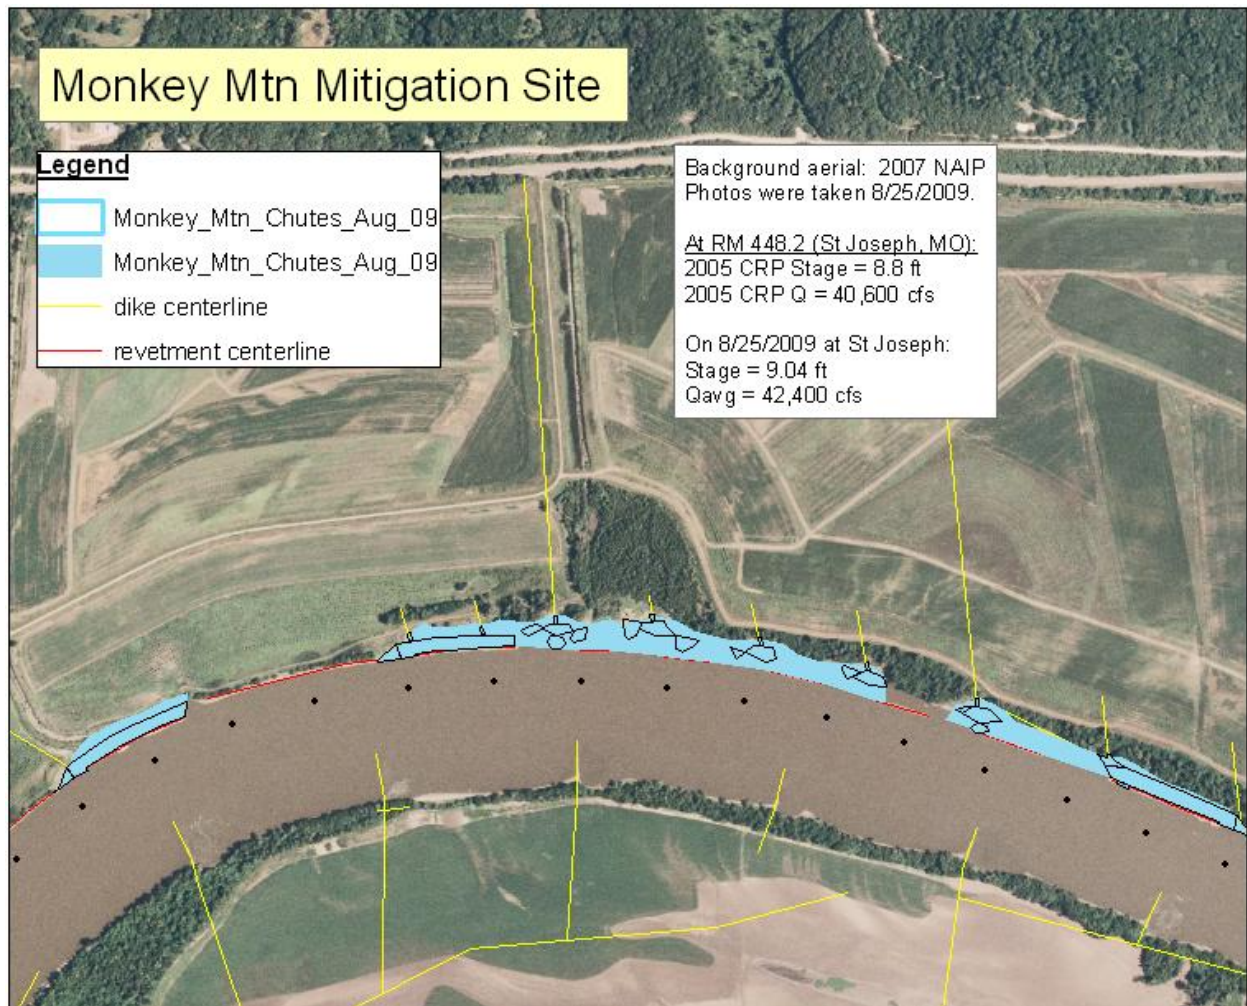 Monkey Mtn Mitigation Site
Legend
Monkey_Mtn_Chutes_Aug_09
Monkey_Mtn_Chutes_Aug_09
dike centerline
revetment centerline
Background aerial: 2007 NAIP
Photos were taken 8/25/2009.
At RM 448.2 (St Joseph, MO):
2005 CRP Stage = 8.8 ft
2005 CRP Q = 40,600 cfs
On 8/25/2009 at St Joseph:
Stage = 9.04 ft
Qavg = 42,400 cfs